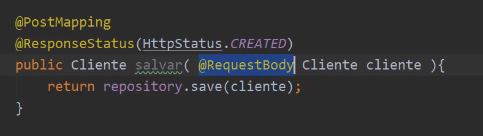 @PostMapping
@ResponseStatus(HttpStatus.CREATED)
public Cliente salvar( @RequestBody Cliente cliente ){
    return repository.save(cliente);
}